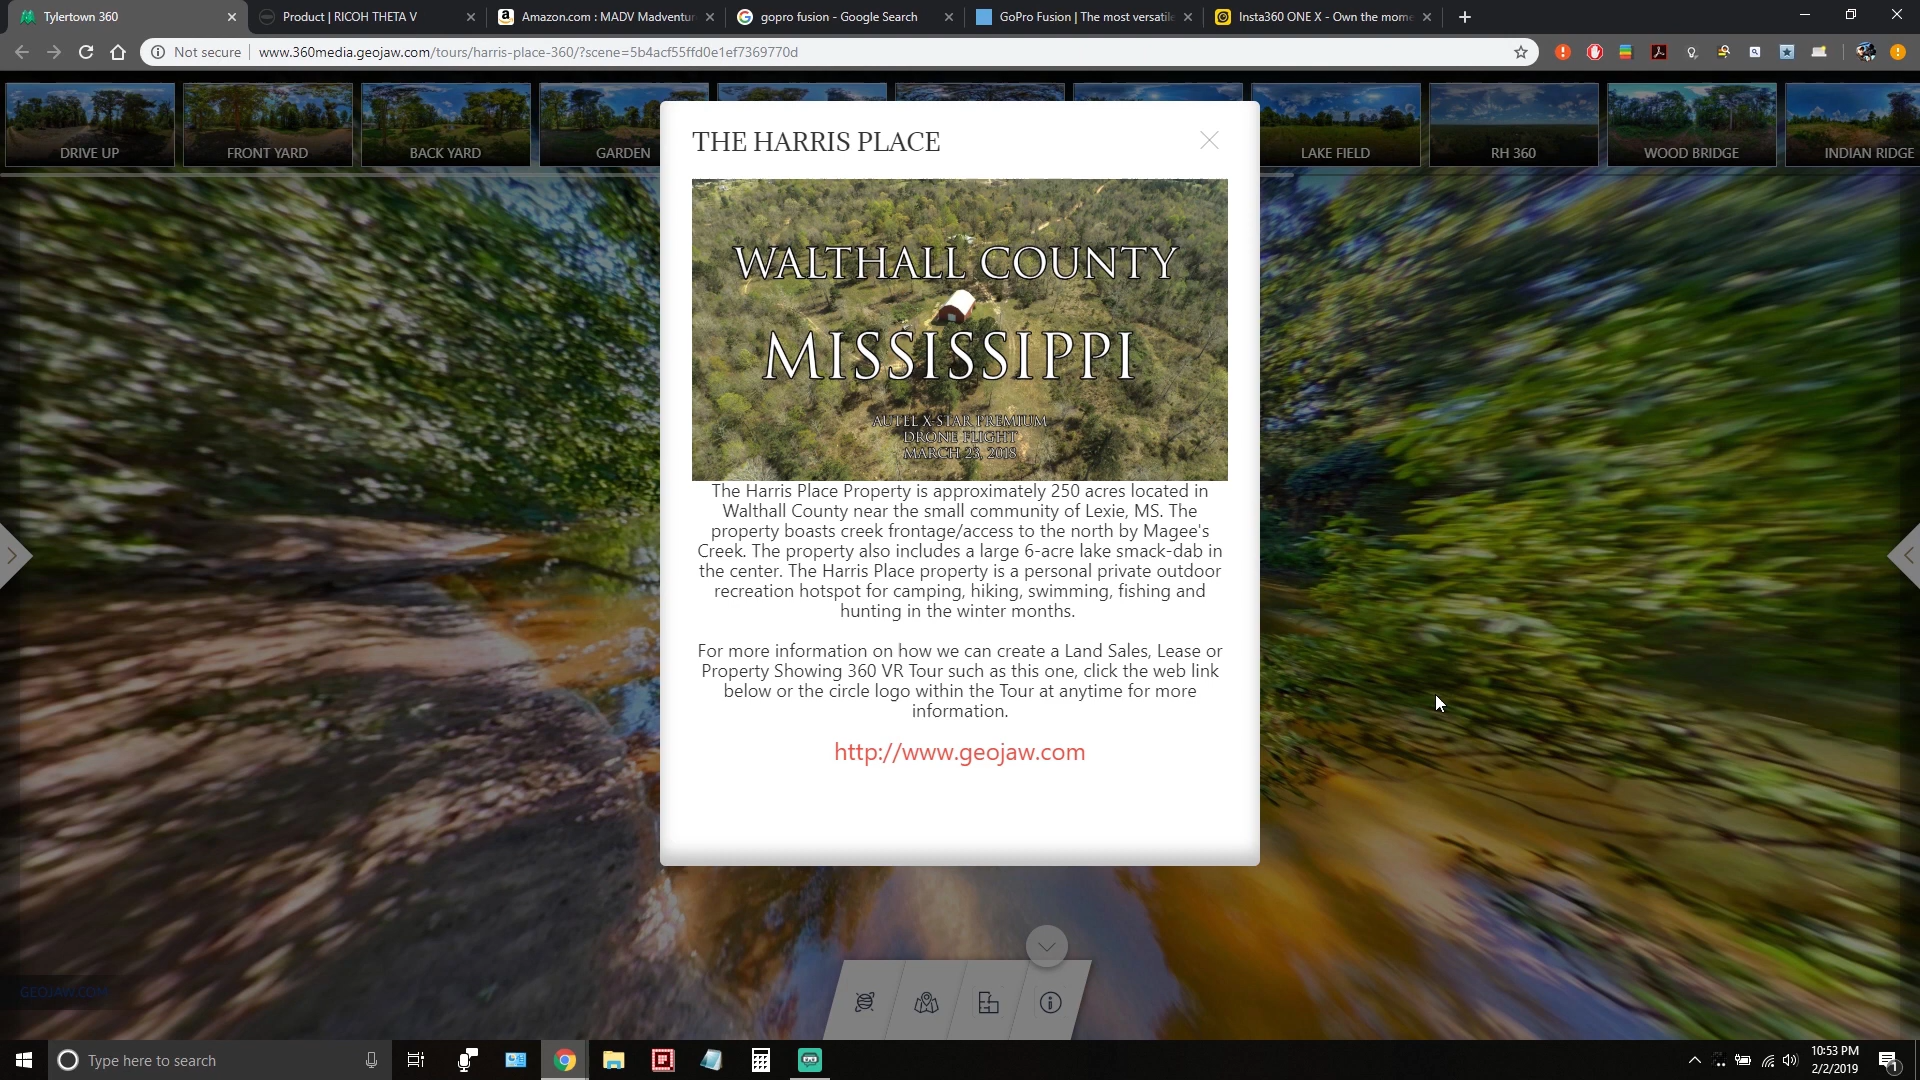 Tylertown 360
Product | RICOH THETA V
Amazon.com : MADV Madventur
gopro fusion - Google Search
GoPro Fusion | The most versatile
Insta360 ONE X - Own the mome
Not secure
www.360media.geojaw.com/tours/harris-place-360/?scene=5b4acf55ffd0e1ef7369770d
DRIVE UP
FRONT YARD
BACK YARD
GARDEN
LAKE FIELD
RH 360
WOOD BRIDGE
INDIAN RIDGE
THE HARRIS PLACE
WALTHALL COUNTY
MISSISSIPPI
AUTEL X-STAR PREMIUM
DRONE FLIGHT
MARCH 23, 2018
The Harris Place Property is approximately 250 acres located in
Walthall County near the small community of Lexie, MS. The
property boasts creek frontage/access to the north by Magee's
Creek. The property also includes a large 6-acre lake smack-dab in
the center. The Harris Place property is a personal private outdoor
recreation hotspot for camping, hiking, swimming, fishing and
hunting in the winter months.
For more information on how we can create a Land Sales, Lease or
Property Showing 360 VR Tour such as this one, click the web link
below or the circle logo within the Tour at anytime for more
information.
http://www.geojaw.com
GEOJAW.COM
Type here to search
10:53 PM
2/2/2019
1